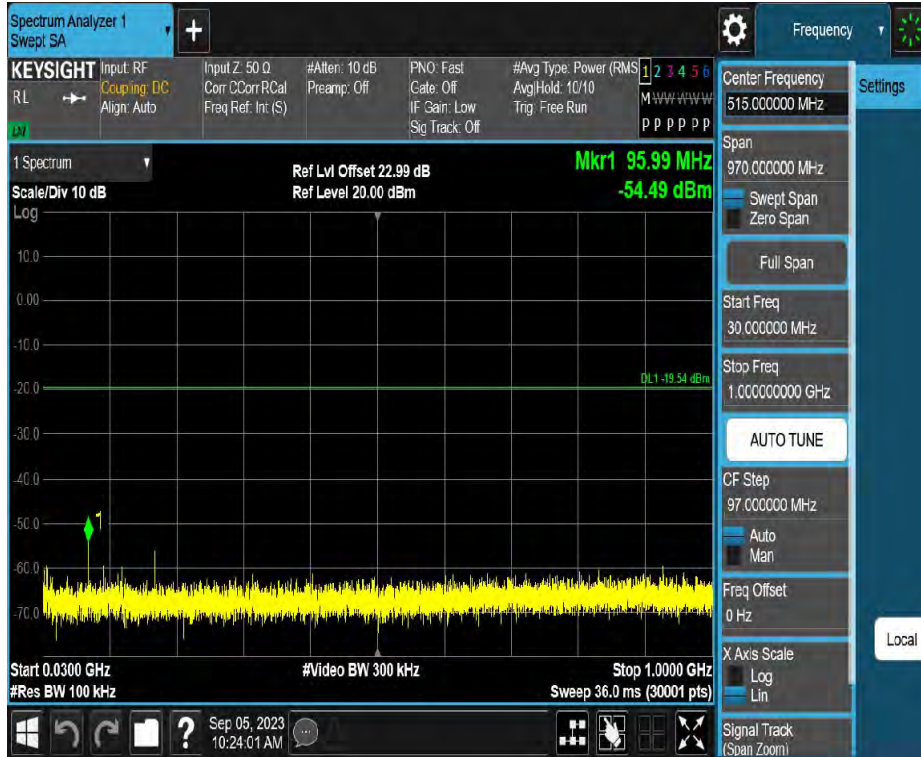 Spectrum Analyzer 1
Swept SA
+
Frequency
KEYSIGHT
RL
Input: RF
Coupling: DC
Align: Auto
Input Z: 50 Ω
Corr CCorr RCal
Freq Ref: Int (S)
#Atten: 10 dB
Preamp: Off
PNO: Fast
Gate: Off
IF Gain: Low
Sig Track: Off
#Avg Type: Power (RMS
Avg|Hold: 10/10
Trig: Free Run
1 2 3 4 5 6
M W W W W W
P P P P P P
1 Spectrum
Scale/Div 10 dB
Log
Ref Lvl Offset 22.99 dB
Ref Level 20.00 dBm
Mkr1 95.99 MHz
-54.49 dBm
10.0
0.00
-10.0
-20.0
-30.0
-40.0
-50.0
-60.0
-70.0
DL1 -19.54 dBm
1
Start 0.0300 GHz
#Res BW 100 kHz
#Video BW 300 kHz
Stop 1.0000 GHz
Sweep 36.0 ms (30001 pts)
?
Sep 05, 2023
10:24:01 AM
Center Frequency
515.000000 MHz
Span
970.000000 MHz
Swept Span
Zero Span
Full Span
Start Freq
30.000000 MHz
Stop Freq
1.000000000 GHz
AUTO TUNE
CF Step
97.000000 MHz
Auto
Man
Freq Offset
0 Hz
X Axis Scale
Log
Lin
Signal Track
(Span Zoom)
Settings
Local